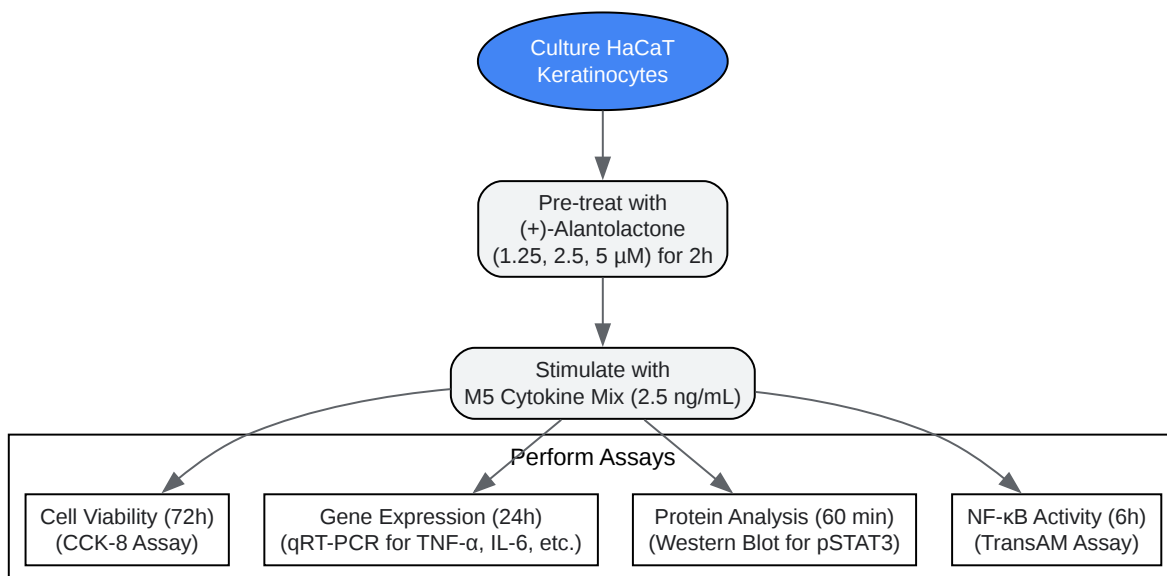 Culture HaCaT
Keratinocytes
Pre-treat with
(+)-Alantolactone
(1.25, 2.5, 5 µM) for 2h
Stimulate with
M5 Cytokine Mix (2.5 ng/mL)
Perform Assays
Cell Viability (72h)
(CCK-8 Assay)
Gene Expression (24h)
(qRT-PCR for TNF-α, IL-6, etc.)
Protein Analysis (60 min)
(Western Blot for pSTAT3)
NF-κB Activity (6h)
(TransAM Assay)